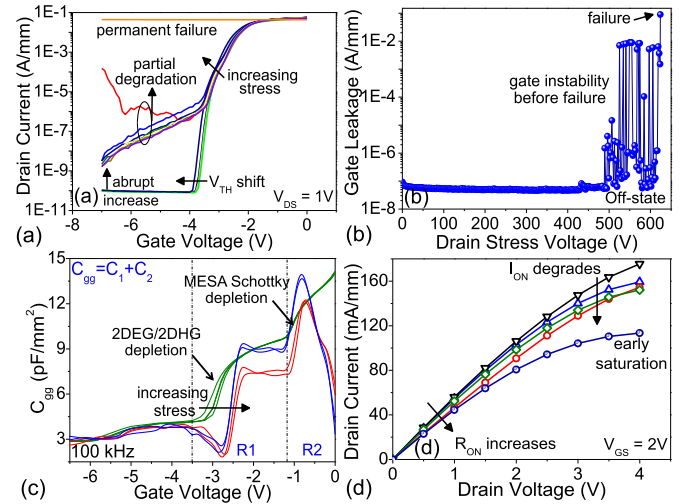 1E-1
1E-3
1E-5
1E-7
1E-9
1E-11
Drain Current (A/mm)
permanent failure
partial
degradation
increasing
stress
abrupt
increase
V_TH shift
V_DS = 1V
(a)
-8 -6 -4 -2 0
Gate Voltage (V)
(a)
1E-2
1E-4
1E-6
1E-8
Gate Leakage (A/mm)
failure
gate instability
before failure
(b)
Off-state
0 100 200 300 400 500 600
Drain Stress Voltage (V)
(b)
15
12
9
6
3
C_gg (pF/mm²)
C_gg=C_1+C_2
MESA Schottky
depletion
2DEG/2DHG
depletion
increasing
stress
100 kHz
R1
R2
-6 -5 -4 -3 -2 -1 0
Gate Voltage (V)
(c)
160
120
80
40
0
Drain Current (mA/mm)
I_ON degrades
early
saturation
R_ON increases
(d)
V_GS = 2V
0 1 2 3 4
Drain Voltage (V)
(d)